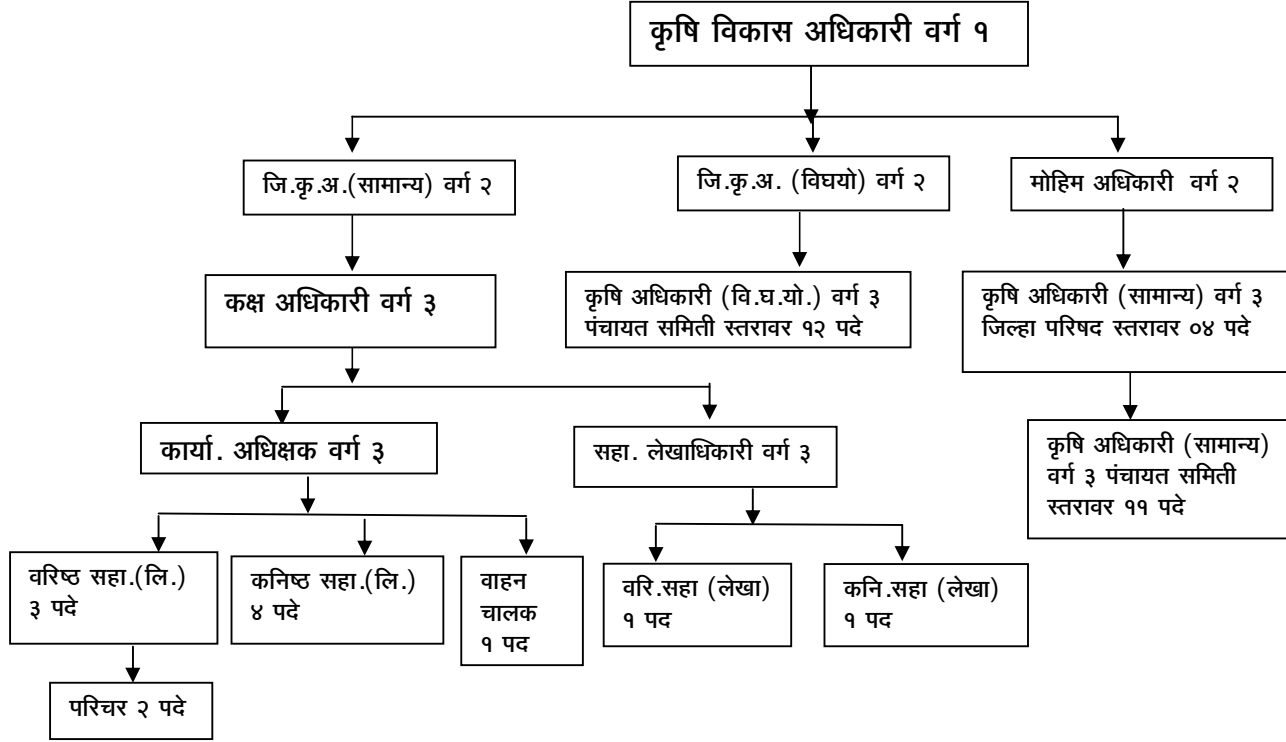 कृषि विकास अधिकारी वर्ग १
जि.कृ.अ.(सामान्य) वर्ग २
जि.कृ.अ. (विघयो) वर्ग २
मोहिम अधिकारी वर्ग २
कक्ष अधिकारी वर्ग ३
कृषि अधिकारी (वि.घ.यो.) वर्ग ३
पंचायत समिती स्तरावर १२ पदे
कृषि अधिकारी (सामान्य) वर्ग ३
जिल्हा परिषद स्तरावर ०४ पदे
कार्या. अधिक्षक वर्ग ३
सहा. लेखाधिकारी वर्ग ३
कृषि अधिकारी (सामान्य)
वर्ग ३ पंचायत समिती
स्तरावर ११ पदे
वरिष्ठ सहा.(लि.)
३ पदे
कनिष्ठ सहा.(लि.)
४ पदे
वाहन
चालक
१ पद
वरि.सहा (लेखा)
१ पद
कनि.सहा (लेखा)
१ पद
परिचर २ पदे